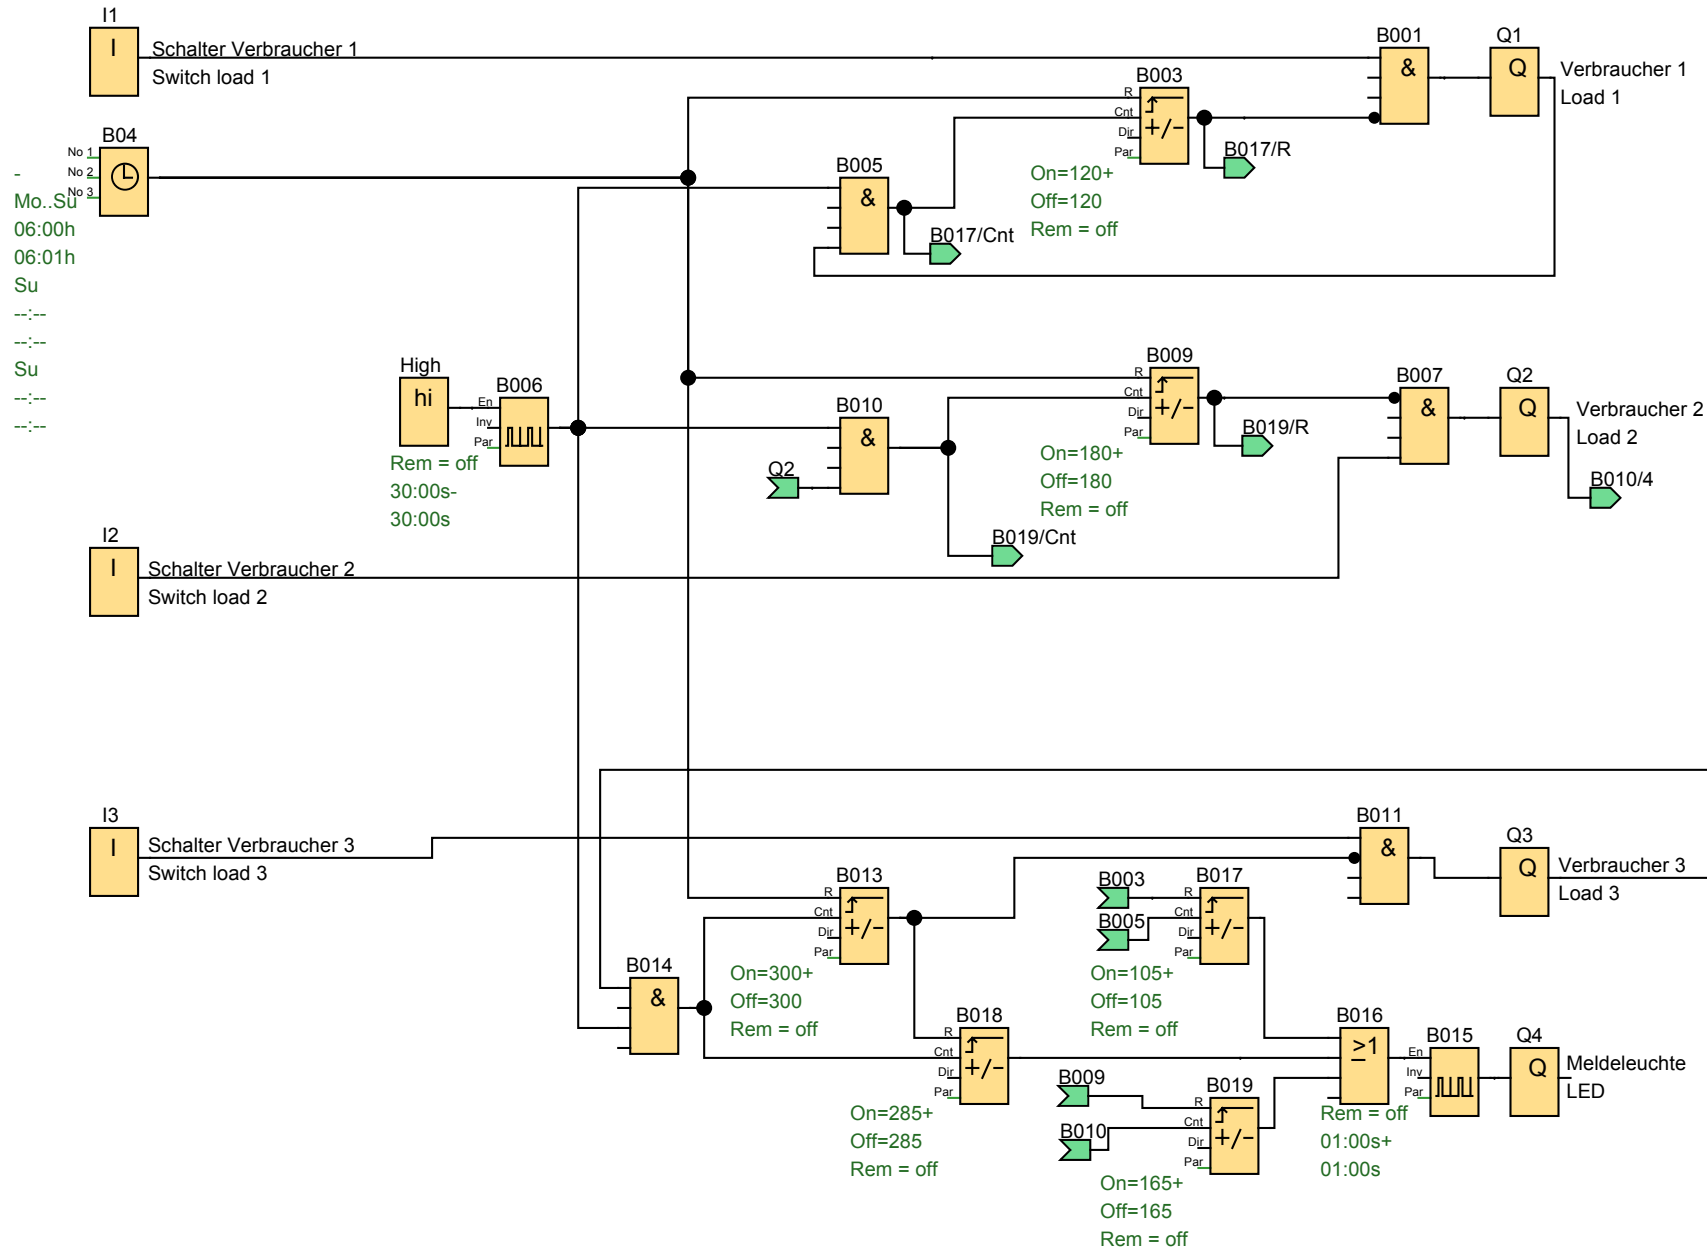 I1
I
Schalter Verbraucher 1
Switch load 1
B001
&
Q1
Q
Verbraucher 1
Load 1
B003
R
Cnt
Dir
Par
+/-
On=120+
Off=120
Rem = off
B017/R
B04
No 1
No 2
No 3
-
Mo..Su
06:00h
06:01h
Su
--:--
--:--
Su
--:--
--:--
B005
&
B017/Cnt
High
hi
B006
En
Inv
Par
Rem = off
30:00s-
30:00s
B010
&
Q2
B009
R
Cnt
Dir
Par
+/-
On=180+
Off=180
Rem = off
B019/R
B019/Cnt
B007
&
Q2
Q
Verbraucher 2
Load 2
B010/4
I2
I
Schalter Verbraucher 2
Switch load 2
I3
I
Schalter Verbraucher 3
Switch load 3
B011
&
Q3
Q
Verbraucher 3
Load 3
B013
R
Cnt
Dir
Par
+/-
On=300+
Off=300
Rem = off
B003
B005
B017
R
Cnt
Dir
Par
+/-
On=105+
Off=105
Rem = off
B014
&
B018
R
Cnt
Dir
Par
+/-
On=285+
Off=285
Rem = off
B009
B010
B019
R
Cnt
Dir
Par
+/-
On=165+
Off=165
Rem = off
B016
≥1
B015
En
Inv
Par
Rem = off
01:00s+
01:00s
Q4
Q
Meldeleuchte
LED